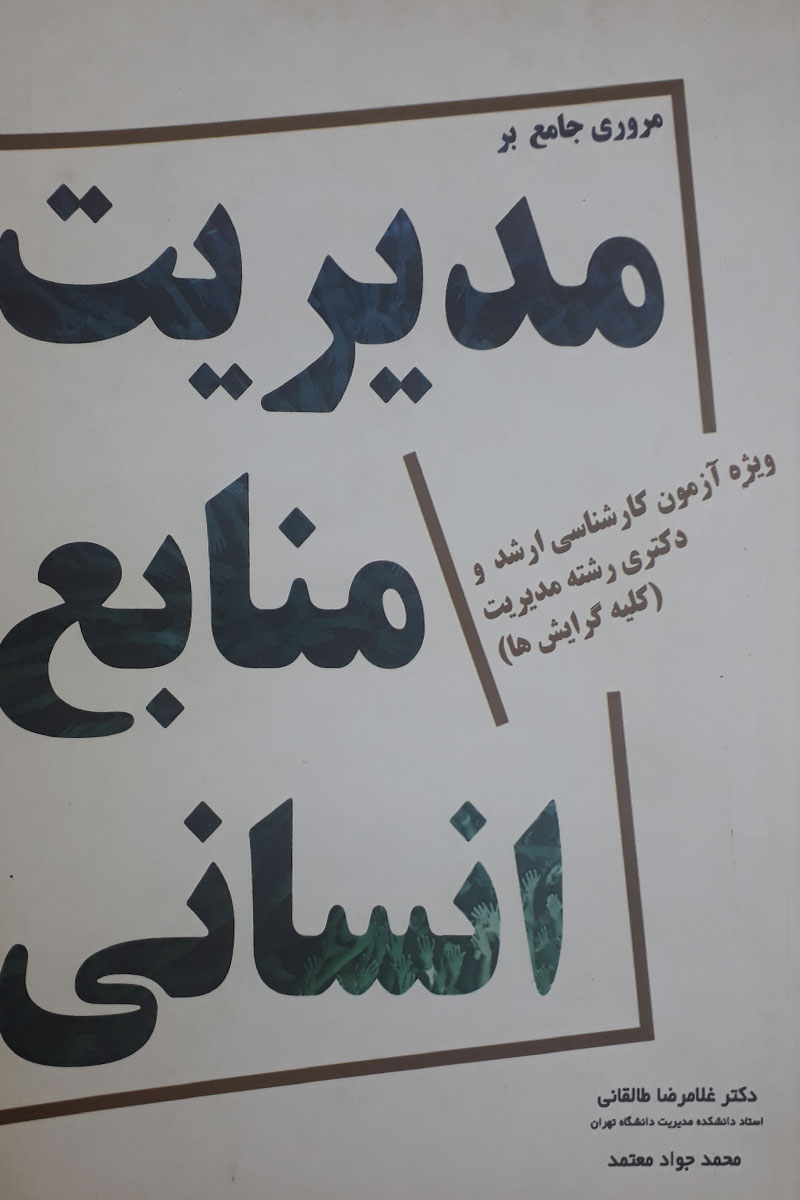 مروری جامع بر
مدیریت
منابع
انسانی
ویژه آزمون کارشناسی ارشد و
دکتری رشته مدیریت
(کلیه گرایش ها)
دکتر غلامرضا طالقانی
استاد دانشکده مدیریت دانشگاه تهران
محمد جواد معتمد